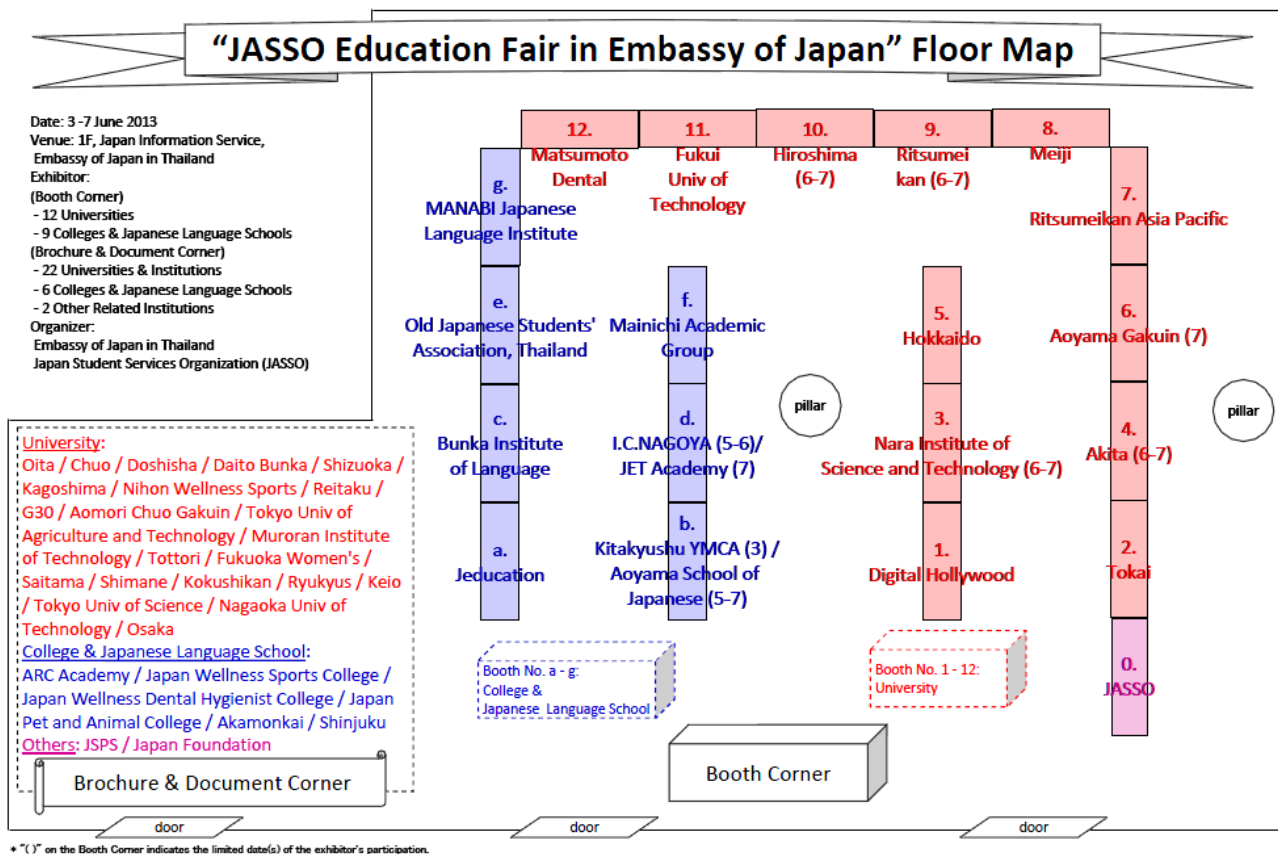 “JASSO Education Fair in Embassy of Japan” Floor Map
Date: 3 -7 June 2013
Venue: 1F, Japan Information Service,
Embassy of Japan in Thailand
Exhibitor:
(Booth Corner)
- 12 Universities
- 9 Colleges & Japanese Language Schools
(Brochure & Document Corner)
- 22 Universities & Institutions
- 6 Colleges & Japanese Language Schools
- 2 Other Related Institutions
Organizer:
Embassy of Japan in Thailand
Japan Student Services Organization (JASSO)
12.
Matsumoto
Dental
11.
Fukui
Univ of
Technology
10.
Hiroshima
(6-7)
9.
Ritsumei
kan (6-7)
8.
Meiji
g.
MANABI Japanese
Language Institute
7.
Ritsumeikan Asia Pacific
e.
Old Japanese Students'
Association, Thailand
f.
Mainichi Academic
Group
5.
Hokkaido
6.
Aoyama Gakuin (7)
pillar
pillar
c.
Bunka Institute
of Language
d.
I.C.NAGOYA (5-6)/
JET Academy (7)
3.
Nara Institute of
Science and Technology (6-7)
4.
Akita (6-7)
a.
Jeducation
b.
Kitakyushu YMCA (3) /
Aoyama School of
Japanese (5-7)
1.
Digital Hollywood
2.
Tokai
0.
JASSO
Booth No. a - g:
College &
Japanese Language School
Booth No. 1 - 12:
University
Booth Corner
University:
Oita / Chuo / Doshisha / Daito Bunka / Shizuoka /
Kagoshima / Nihon Wellness Sports / Reitaku /
G30 / Aomori Chuo Gakuin / Tokyo Univ of
Agriculture and Technology / Muroran Institute
of Technology / Tottori / Fukuoka Women's /
Saitama / Shimane / Kokushikan / Ryukyus / Keio
/ Tokyo Univ of Science / Nagaoka Univ of
Technology / Osaka
College & Japanese Language School:
ARC Academy / Japan Wellness Sports College /
Japan Wellness Dental Hygienist College / Japan
Pet and Animal College / Akamonkai / Shinjuku
Others: JSPS / Japan Foundation
Brochure & Document Corner
door
door
door
* "( )" on the Booth Corner indicates the limited date(s) of the exhibitor's participation.